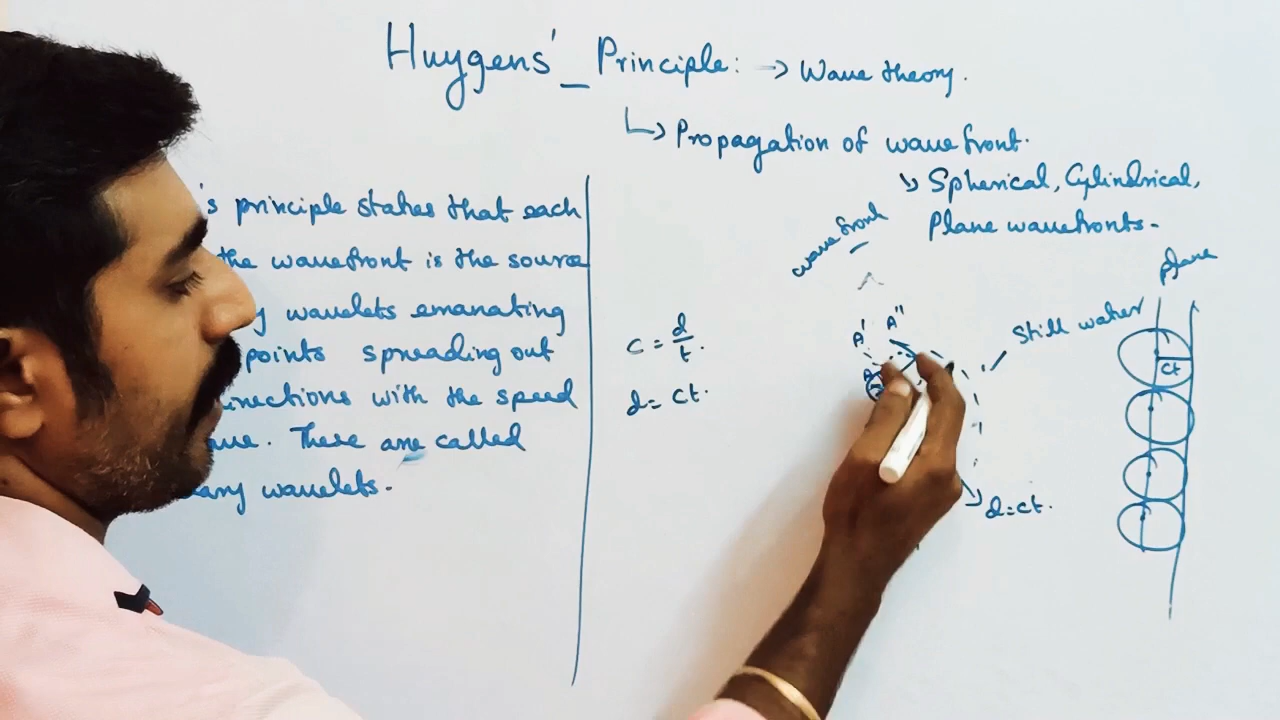 Huygens' Principle: → Wave theory.
↳ Propagation of wavefront.
↘ Spherical, Cylindrical,
Plane wavefronts.
's principle states that each
the wavefront is the source
wavelets emanating
points spreading out
with the speed
There are called
wavelets.
c = d/t.
d = ct.
wavefront
A' A"
A
Still water
d=ct.
plane
ct